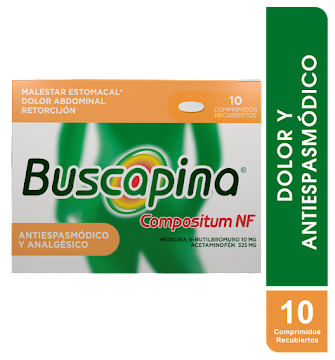 MALESTAR ESTOMACAL*
DOLOR ABDOMINAL
RETORCIJÓN
10
COMPRIMIDOS
RECUBIERTOS
Buscapina®
Compositum NF
HIOSCINA N-BUTILBROMURO 10 MG
ACETAMINOFÉN 325 MG
ANTIESPASMÓDICO
Y ANALGÉSICO
DOLOR Y
ANTIESPASMÓDICO
10
Comprimidos
Recubiertos